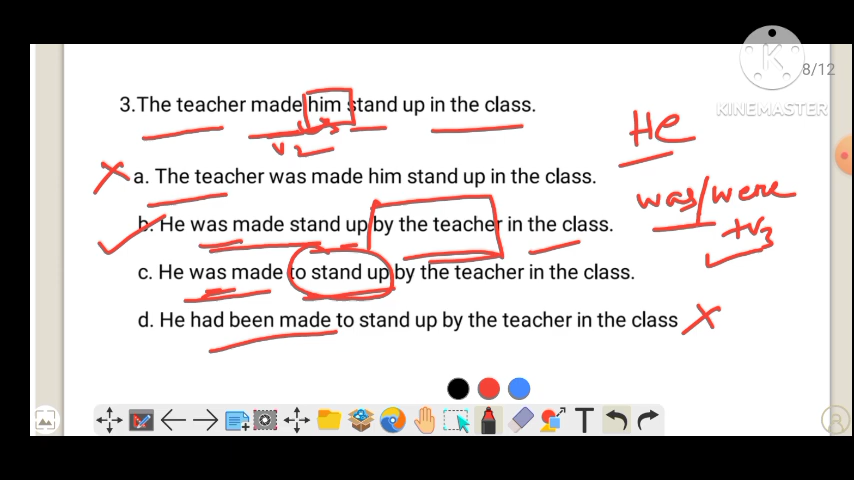 8/12
KINEMASTER
3.The teacher made him stand up in the class.
He
v2
a. The teacher was made him stand up in the class.
was/were
+v3
b. He was made stand up by the teacher in the class.
c. He was made to stand up by the teacher in the class.
d. He had been made to stand up by the teacher in the class
T